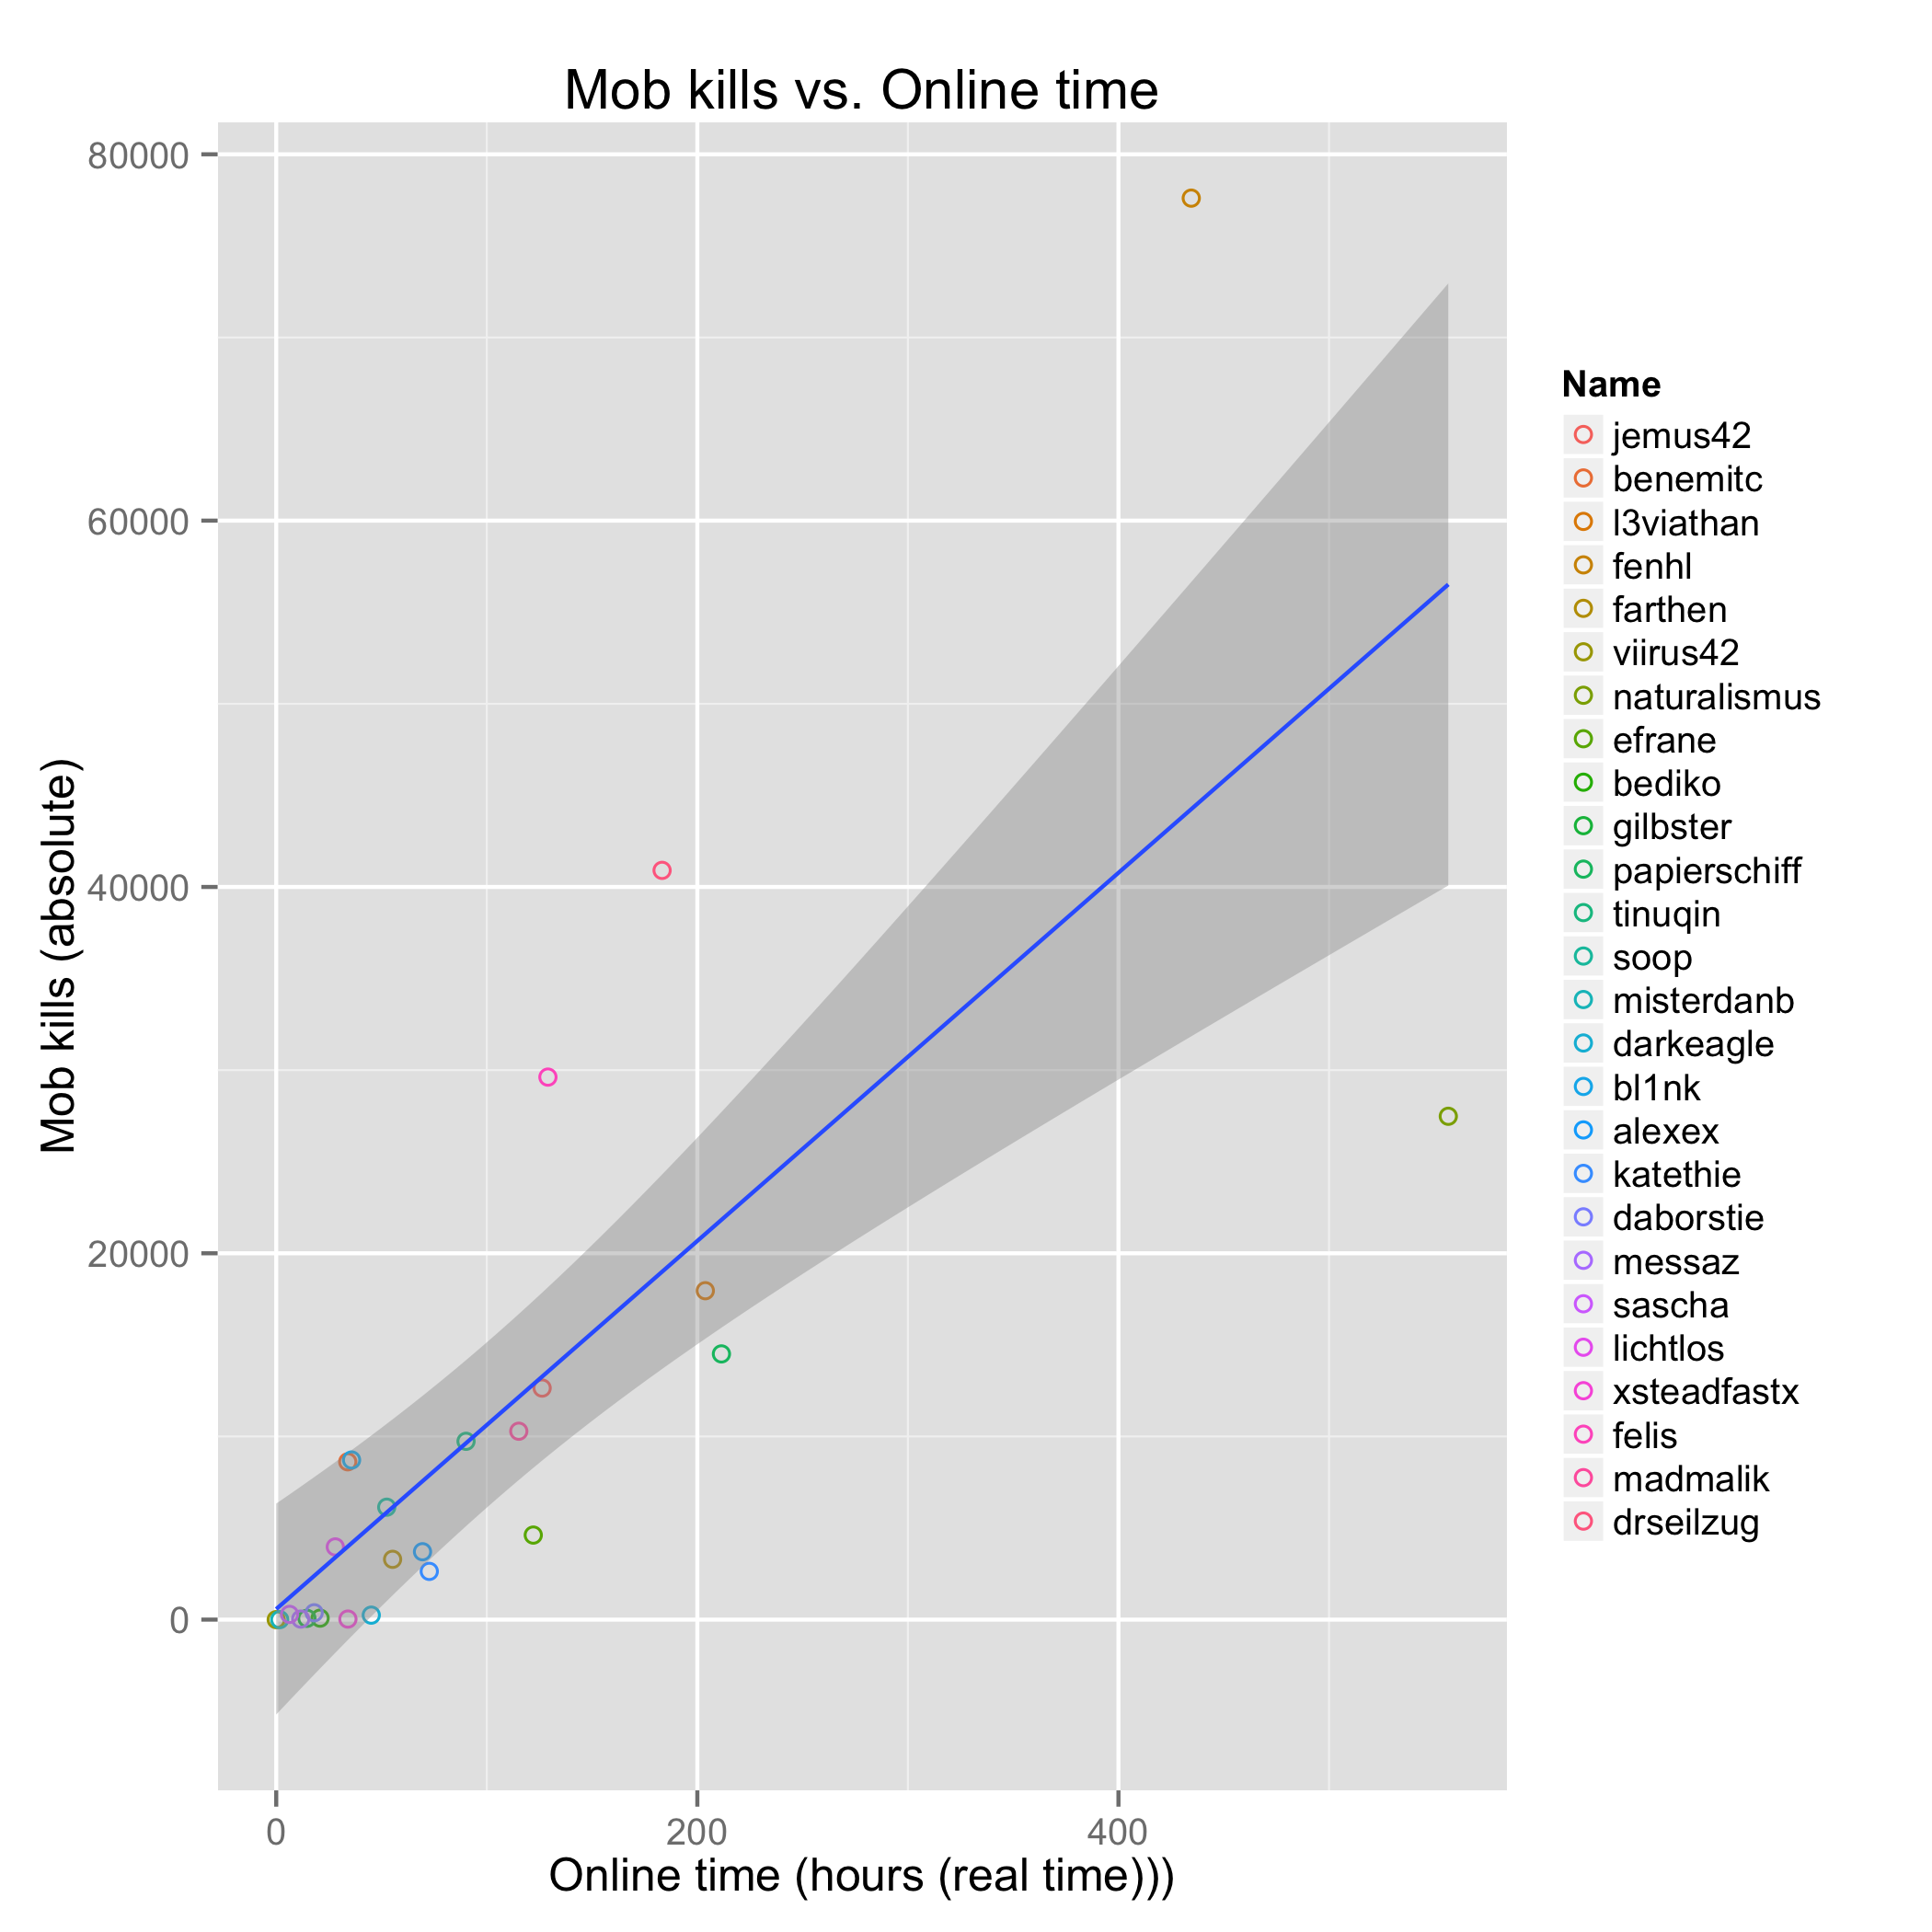 Mob kills vs. Online time
Mob kills (absolute)
80000
60000
40000
20000
0
0
200
400
Online time (hours (real time)))
Name
jemus42
benemitc
l3viathan
fenhl
farthen
viirus42
naturalismus
efrane
bediko
gilbster
papierschiff
tinuqin
soop
misterdanb
darkeagle
bl1nk
alexex
katethie
daborstie
messaz
sascha
lichtlos
xsteadfastx
felis
madmalik
drseilzug